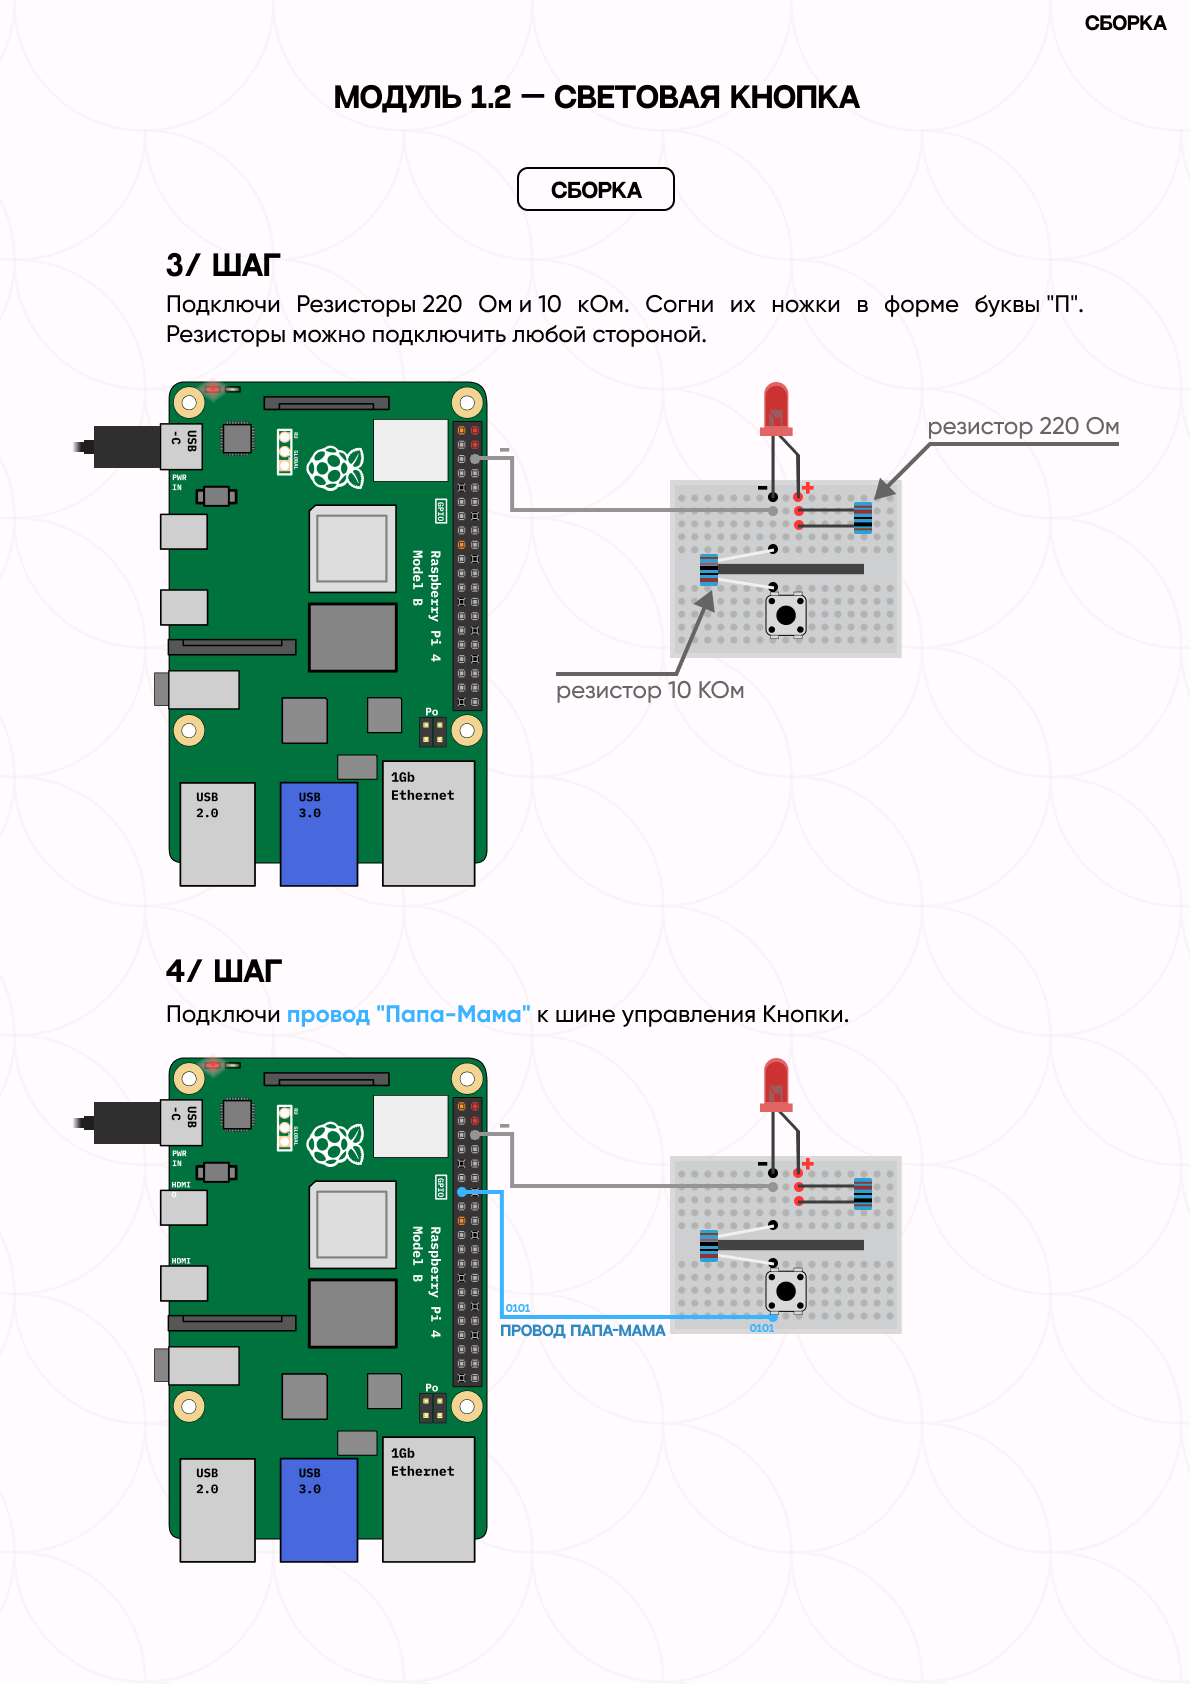 СБОРКА
МОДУЛЬ 1.2 — СВЕТОВАЯ КНОПКА
СБОРКА
3/ ШАГ
Подключи Резисторы 220 Ом и 10 кОм. Согни их ножки в форме буквы "П".
Резисторы можно подключить любой стороной.
USB
-C
PWR
IN
GLOBAL
GPIO
Raspberry Pi 4
Model B
Po
USB
2.0
USB
3.0
1Gb
Ethernet
-
- +
резистор 220 Ом
резистор 10 КОм
4/ ШАГ
Подключи провод "Папа-Мама" к шине управления Кнопки.
USB
-C
PWR
IN
HDMI
0
HDMI
GLOBAL
GPIO
Raspberry Pi 4
Model B
Po
USB
2.0
USB
3.0
1Gb
Ethernet
-
- +
0101
ПРОВОД ПАПА-МАМА
0101